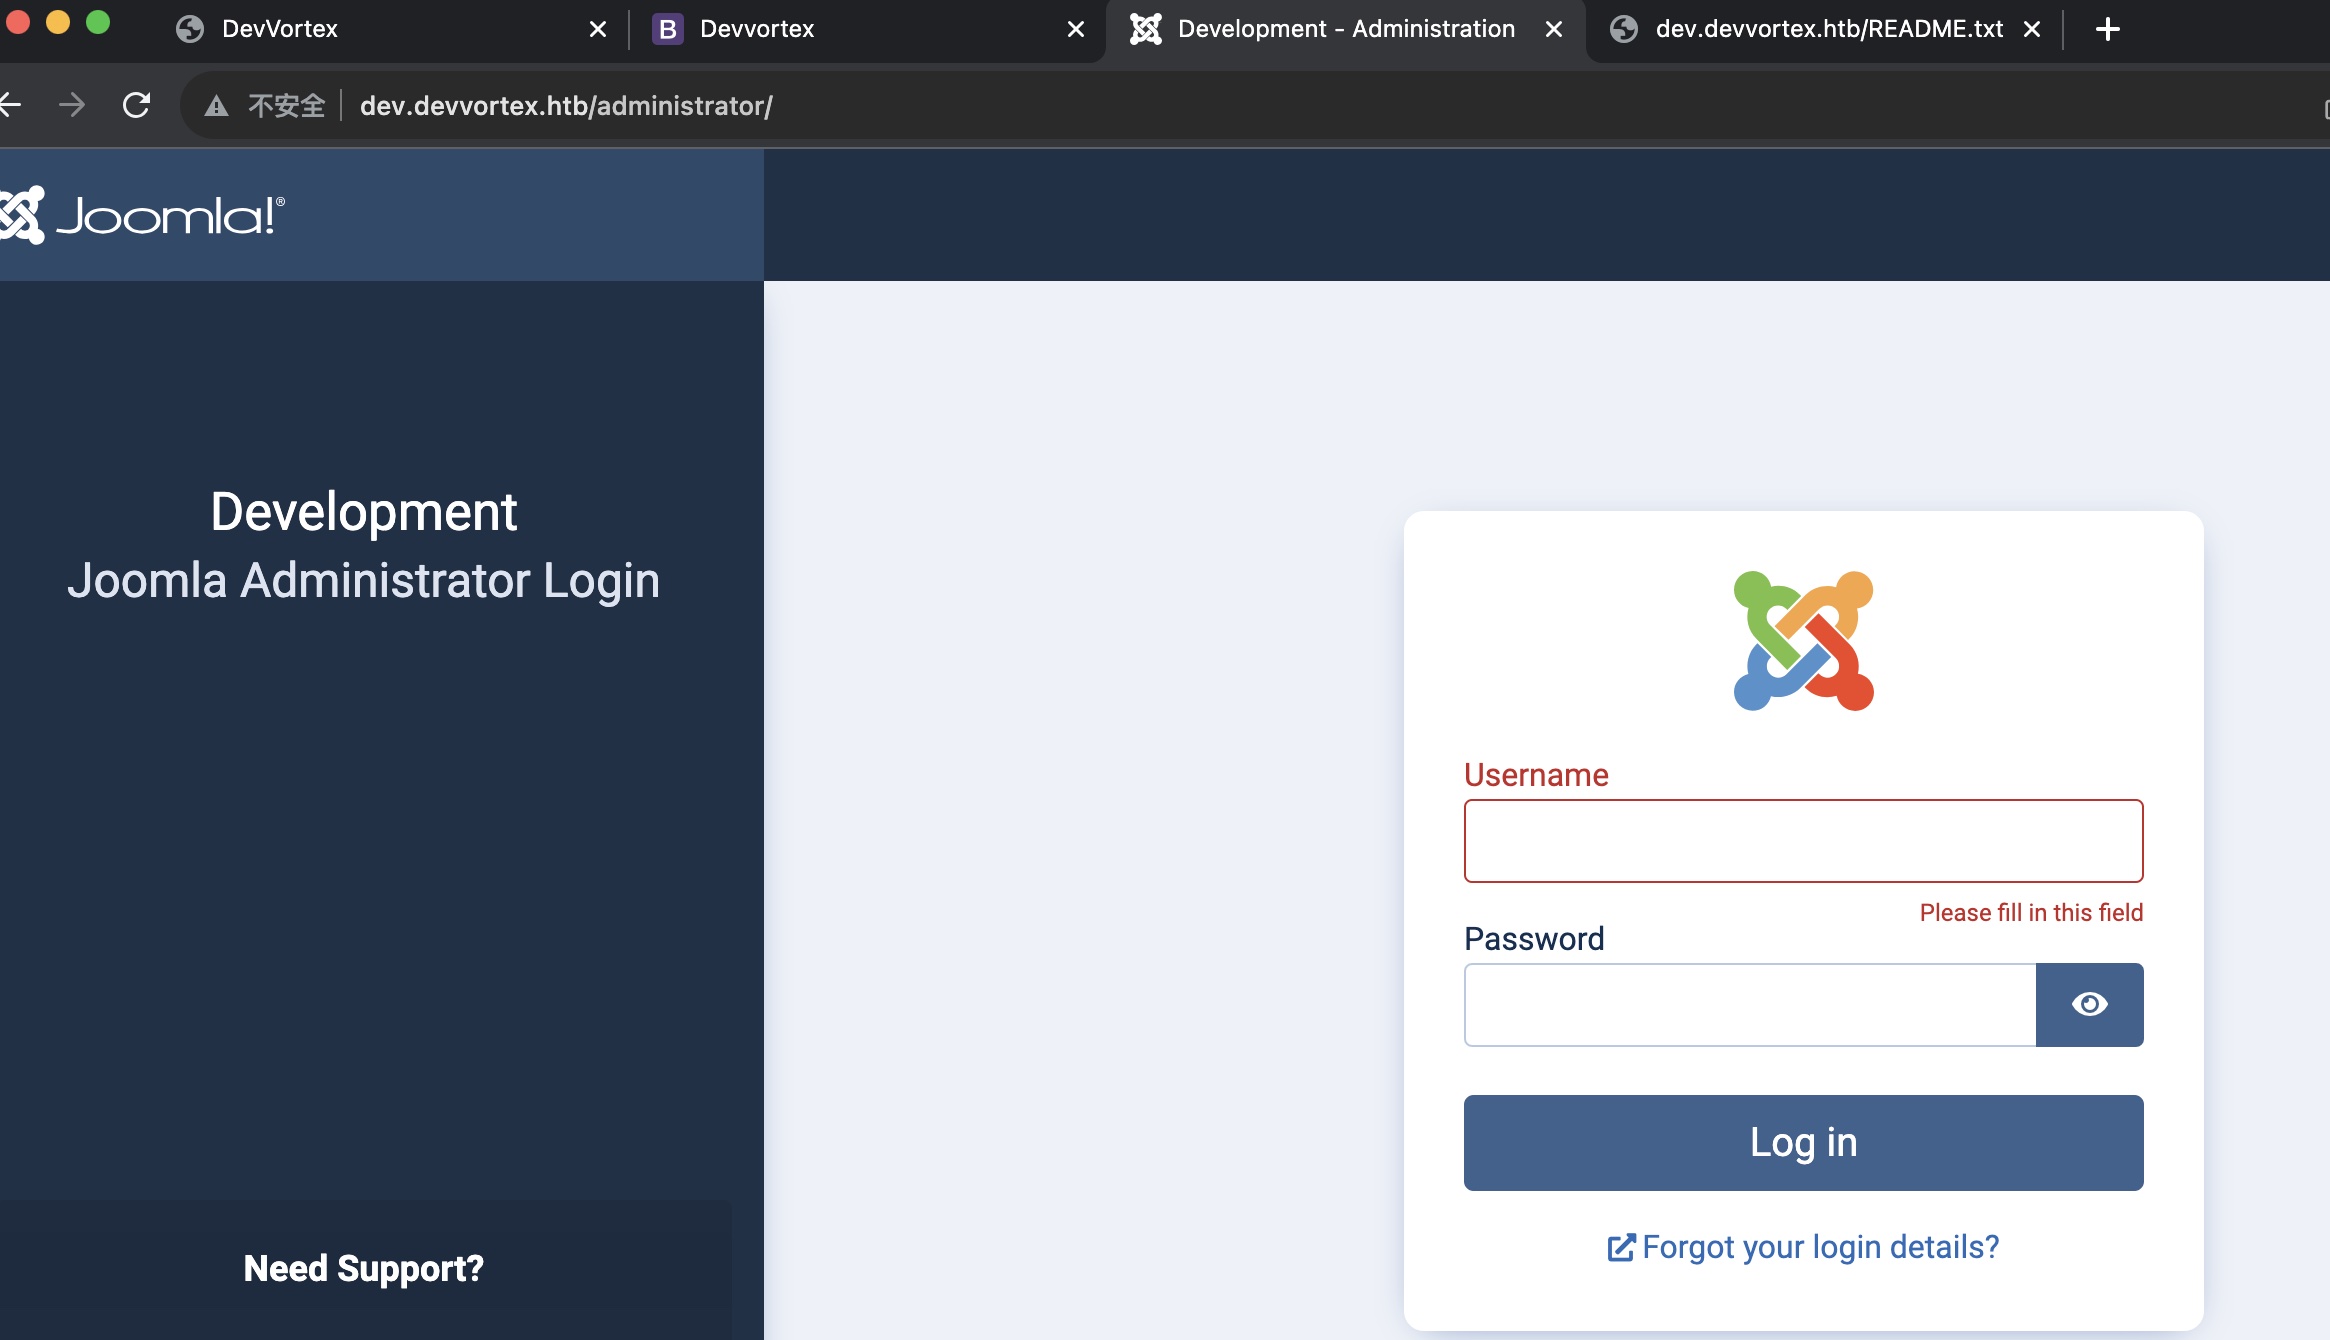 DevVortex
Devvortex
Development - Administration
dev.devvortex.htb/README.txt
不安全
dev.devvortex.htb/administrator/
Joomla!®
Development
Joomla Administrator Login
Username
Please fill in this field
Password
Log in
Forgot your login details?
Need Support?